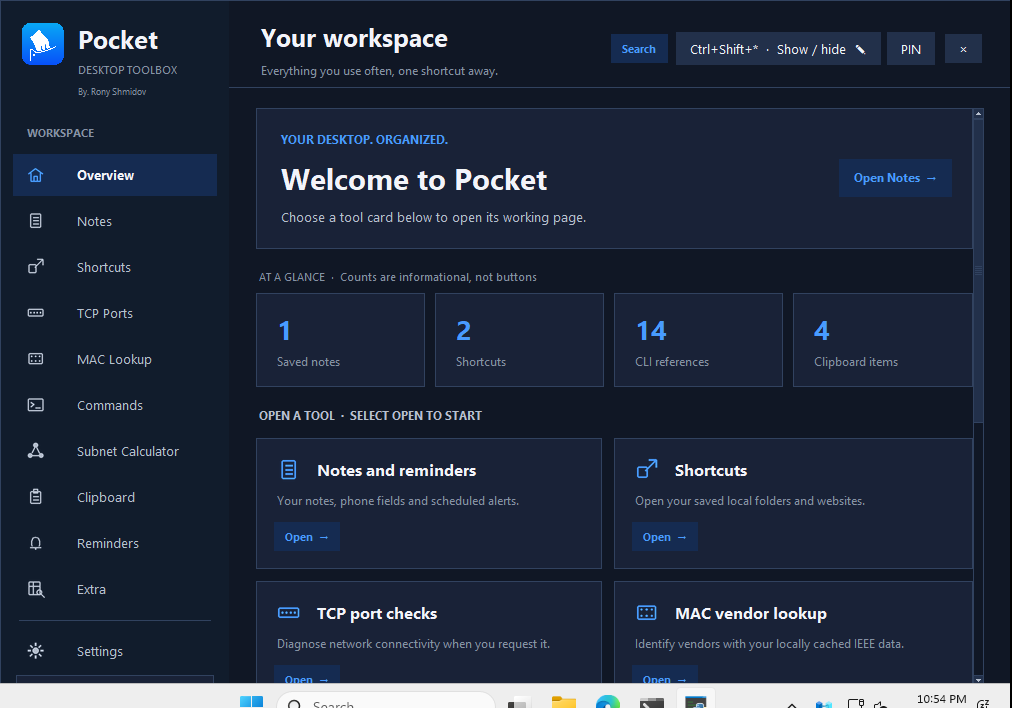 Pocket
DESKTOP TOOLBOX
By. Rony Shmidov
WORKSPACE
Overview
Notes
Shortcuts
TCP Ports
MAC Lookup
Commands
Subnet Calculator
Clipboard
Reminders
Extra
Settings
Your workspace
Everything you use often, one shortcut away.
Search
Ctrl+Shift+* · Show / hide
PIN
×
YOUR DESKTOP. ORGANIZED.
Welcome to Pocket
Choose a tool card below to open its working page.
Open Notes →
AT A GLANCE · Counts are informational, not buttons
1
Saved notes
2
Shortcuts
14
CLI references
4
Clipboard items
OPEN A TOOL · SELECT OPEN TO START
Notes and reminders
Your notes, phone fields and scheduled alerts.
Open →
Shortcuts
Open your saved local folders and websites.
Open →
TCP port checks
Diagnose network connectivity when you request it.
Open →
MAC vendor lookup
Identify vendors with your locally cached IEEE data.
Open →
Search
10:54 PM